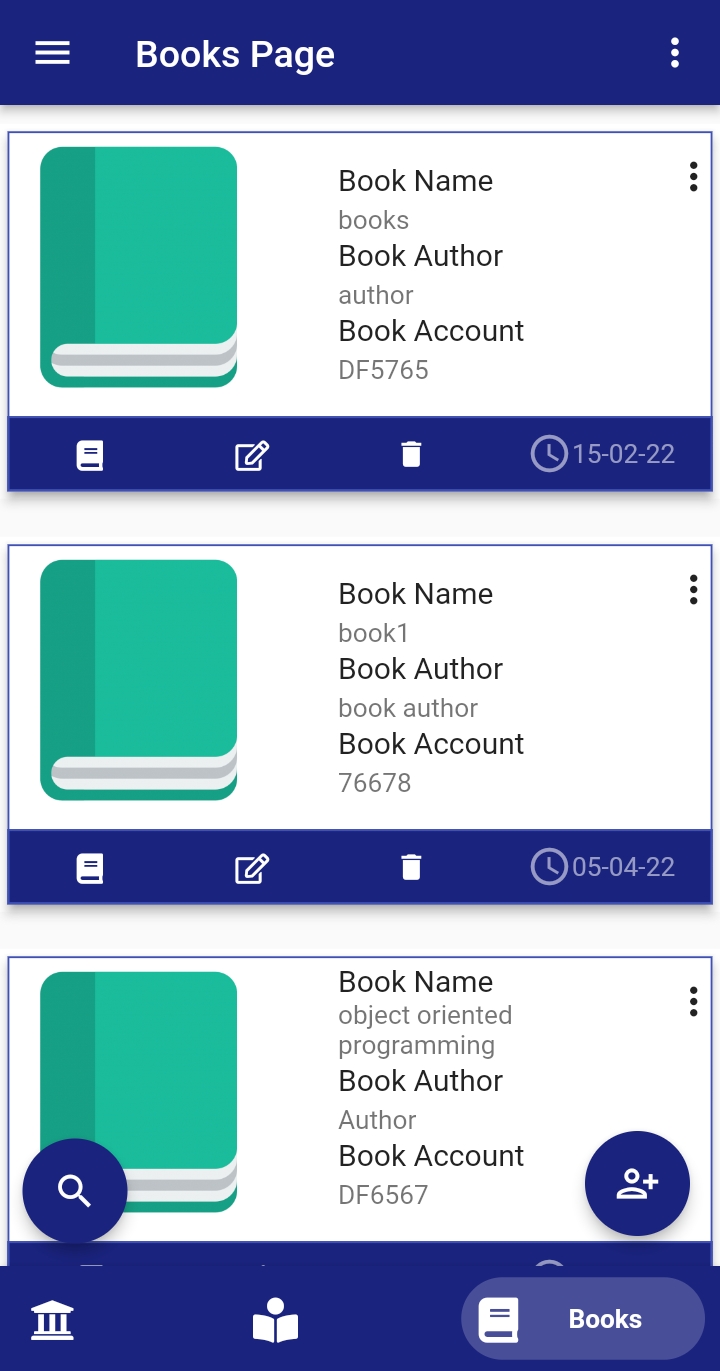 Books Page
Book Name
books
Book Author
author
Book Account
DF5765
15-02-22
Book Name
book1
Book Author
book author
Book Account
76678
05-04-22
Book Name
object oriented
programming
Book Author
Author
Book Account
DF6567
Books